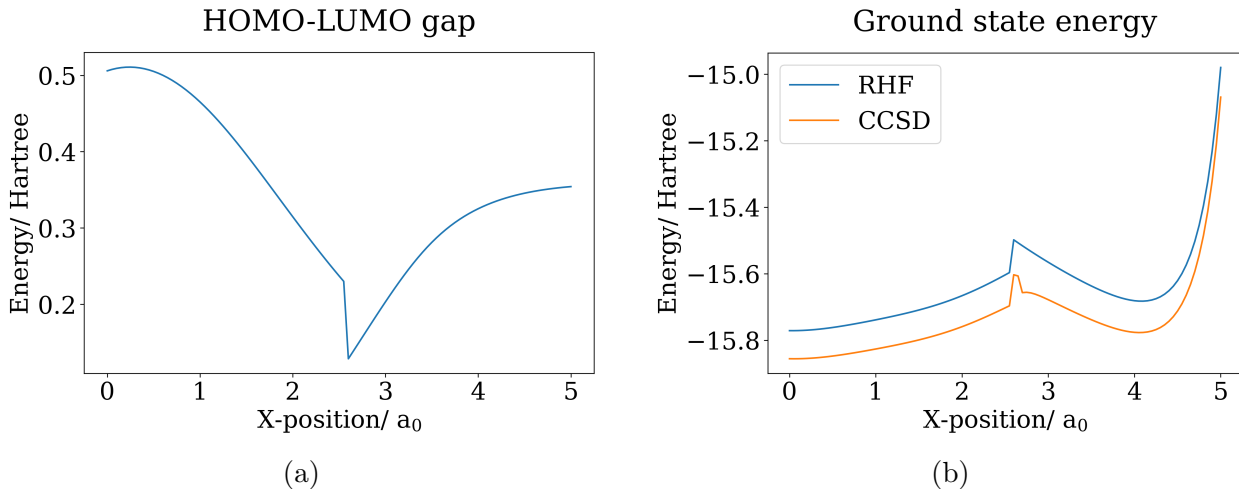 HOMO-LUMO gap
Energy/ Hartree
0.5
0.4
0.3
0.2
0 1 2 3 4 5
X-position/ a₀
(a)
Ground state energy
Energy/ Hartree
RHF
CCSD
−15.0
−15.2
−15.4
−15.6
−15.8
0 1 2 3 4 5
X-position/ a₀
(b)